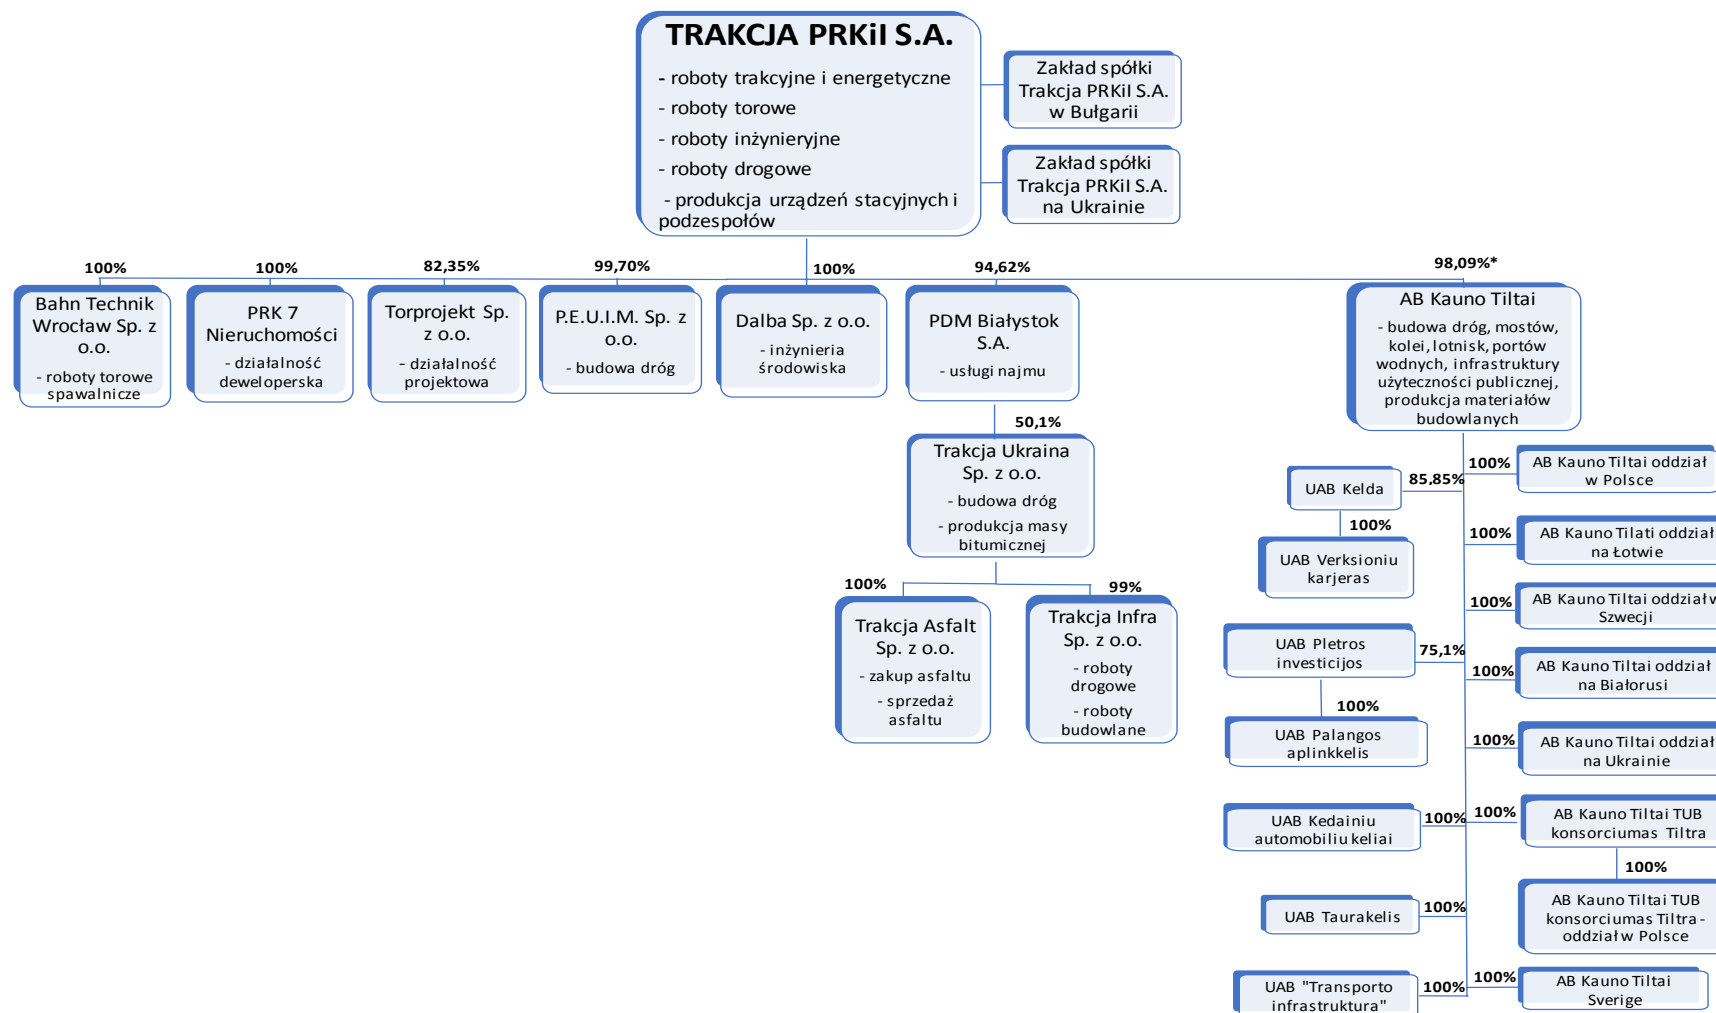 TRAKCJA PRKiI S.A.
- roboty trakcyjne i energetyczne
- roboty torowe
- roboty inżynieryjne
- roboty drogowe
- produkcja urządzeń stacyjnych i
podzespołów
Zakład spółki
Trakcja PRKiI S.A.
w Bułgarii
Zakład spółki
Trakcja PRKiI S.A.
na Ukrainie
100%
Bahn Technik
Wrocław Sp. z
o.o.
- roboty torowe
spawalnicze
100%
PRK 7
Nieruchomości
- działalność
deweloperska
82,35%
Torprojekt Sp.
z o.o.
- działalność
projektowa
99,70%
P.E.U.I.M. Sp. z
o.o.
- budowa dróg
100%
Dalba Sp. z o.o.
- inżynieria
środowiska
94,62%
PDM Białystok
S.A.
- usługi najmu
50,1%
Trakcja Ukraina
Sp. z o.o.
- budowa dróg
- produkcja masy
bitumicznej
100%
Trakcja Asfalt
Sp. z o.o.
- zakup asfaltu
- sprzedaż
asfaltu
99%
Trakcja Infra
Sp. z o.o.
- roboty
drogowe
- roboty
budowlane
98,09%*
AB Kauno Tiltai
- budowa dróg, mostów,
kolei, lotnisk, portów
wodnych, infrastruktury
użyteczności publicznej,
produkcja materiałów
budowlanych
85,85%
UAB Kelda
100%
UAB Verksioniu
karjeras
75,1%
UAB Pletros
investicijos
100%
UAB Palangos
aplinkkelis
100%
UAB Kedainiu
automobiliu keliai
100%
UAB Taurakelis
100%
UAB "Transporto
infrastruktura"
100%
AB Kauno Tiltai oddział
w Polsce
100%
AB Kauno Tilati oddział
na Łotwie
100%
AB Kauno Tiltai oddział w
Szwecji
100%
AB Kauno Tiltai oddział
na Białorusi
100%
AB Kauno Tiltai oddział
na Ukrainie
100%
AB Kauno Tiltai TUB
konsorciumas Tiltra
100%
AB Kauno Tiltai TUB
konsorciumas Tiltra -
oddział w Polsce
100%
AB Kauno Tiltai
Sverige